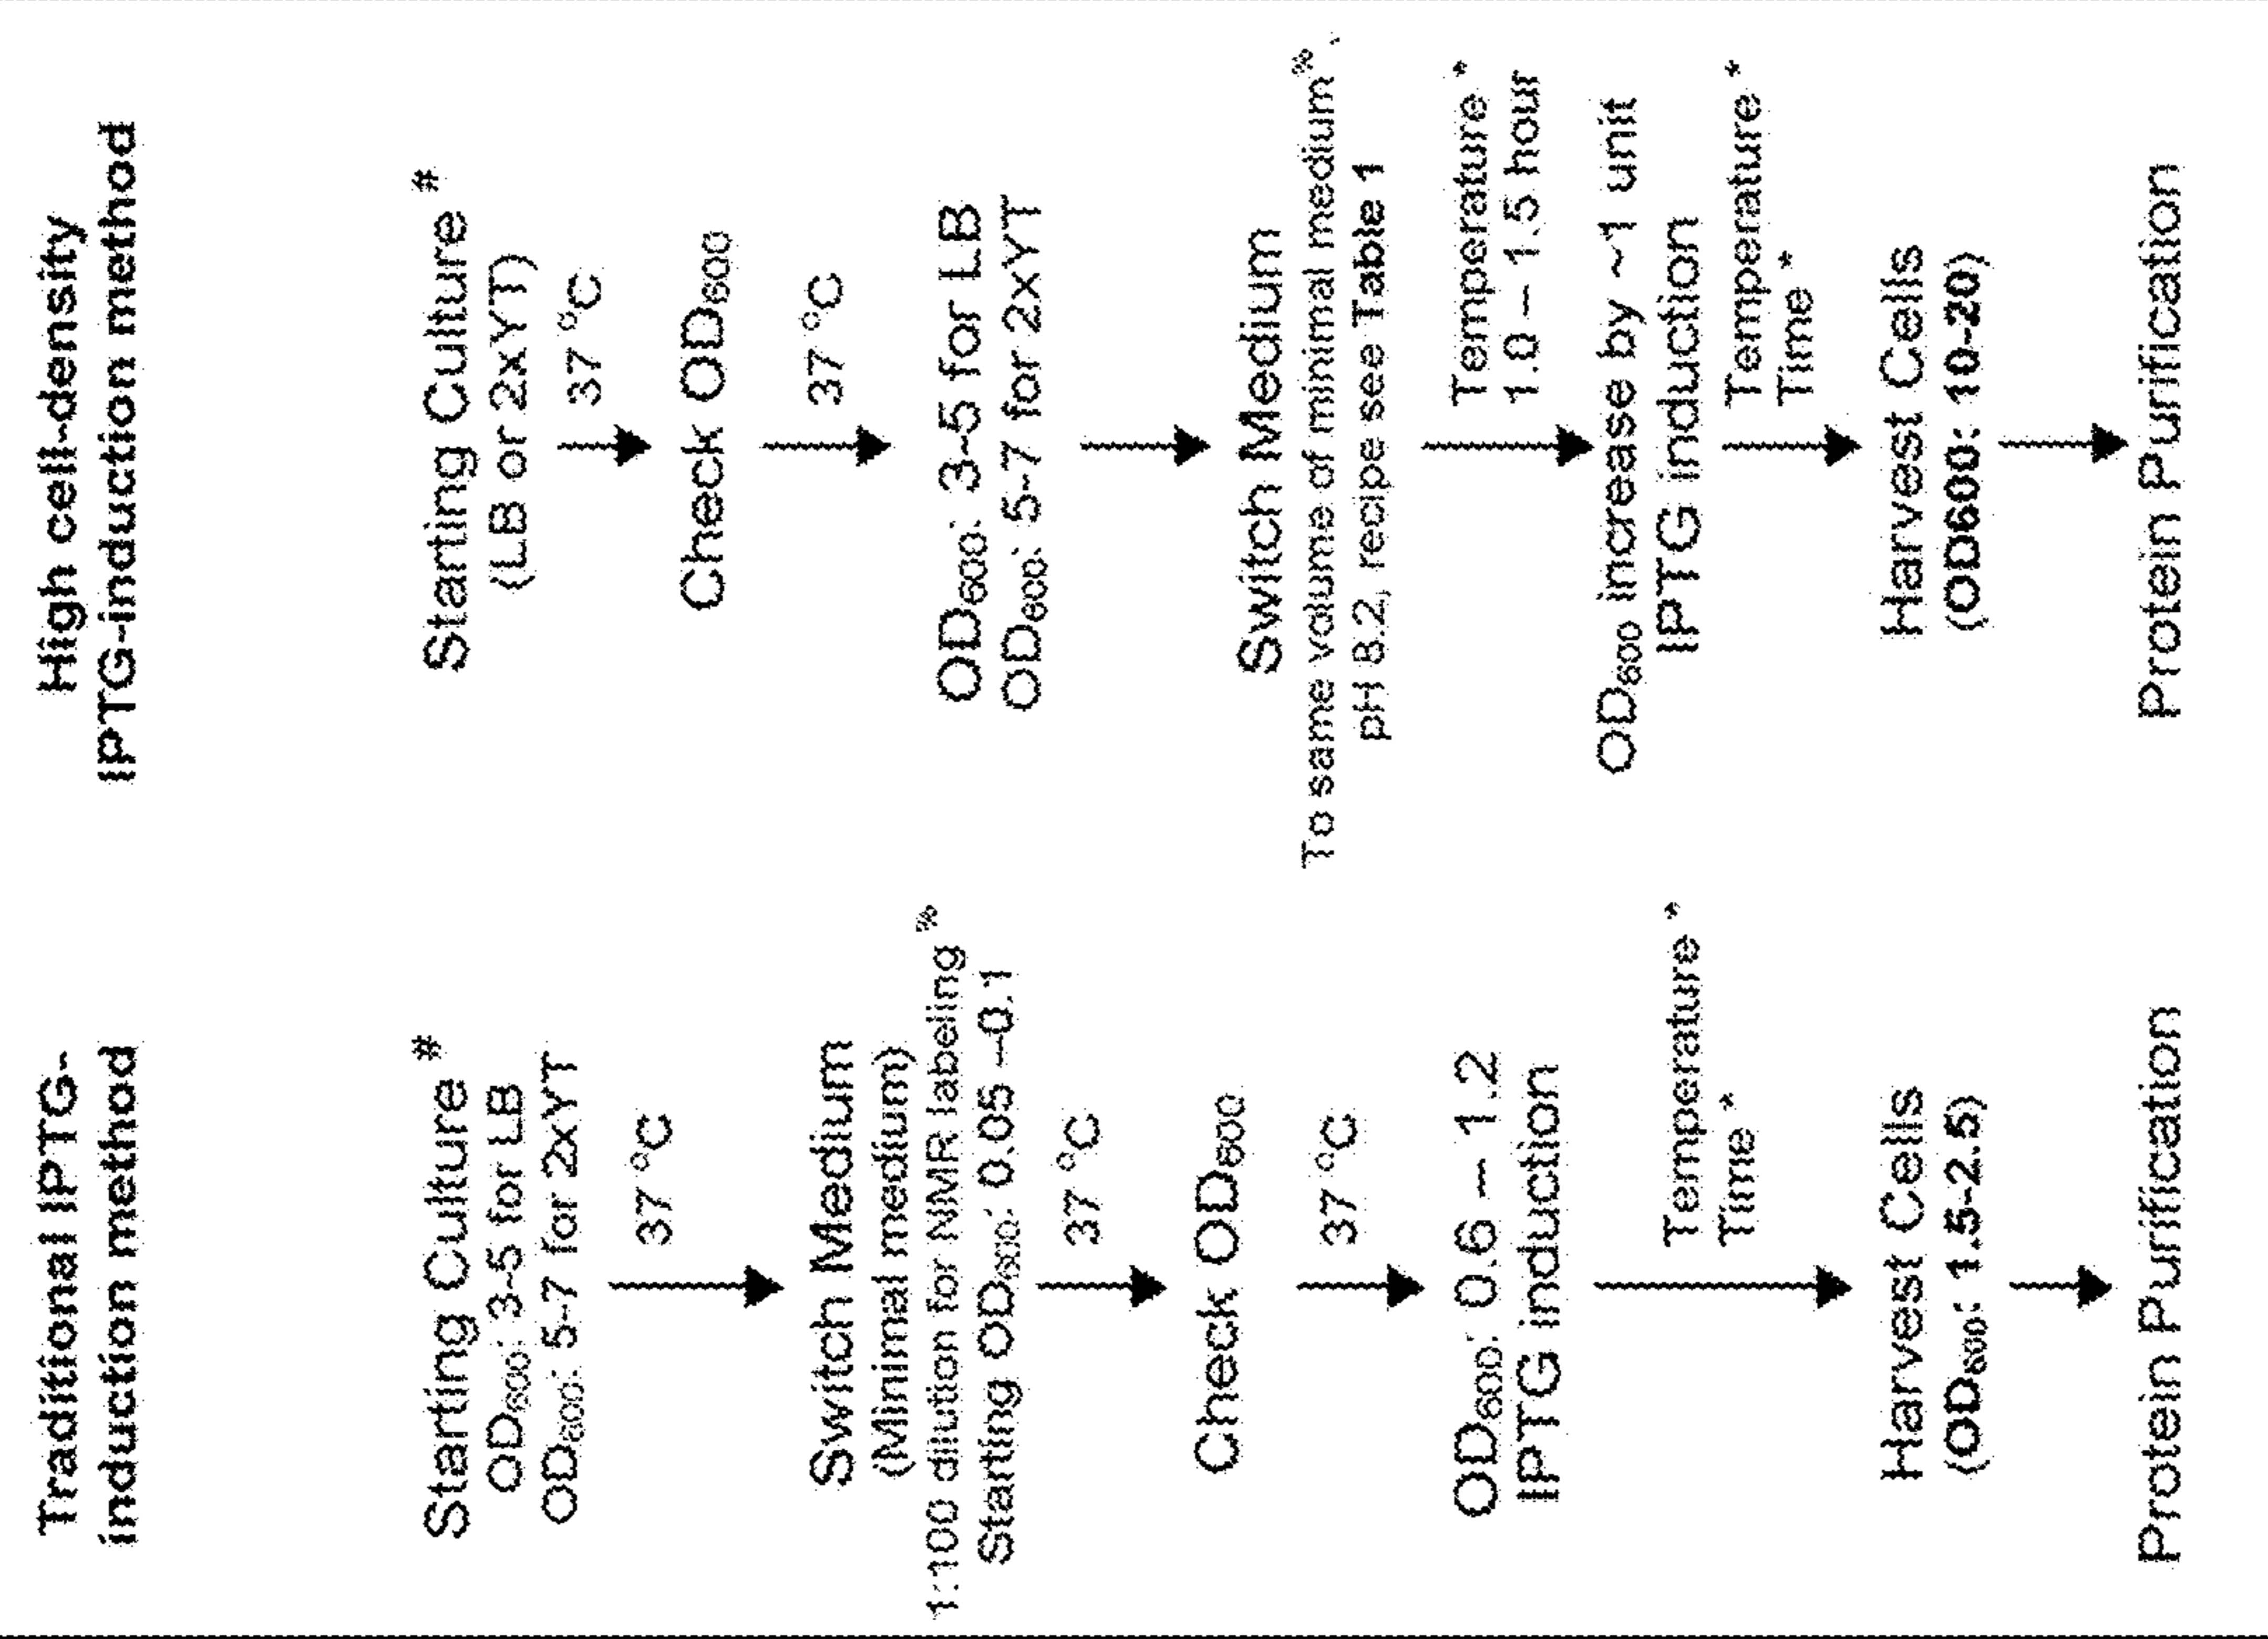 Traditional IPTG-
induction method
Starting Culture #
OD600: 3-5 for LB
OD600: 5-7 for 2xYT
37 °C
Switch Medium
(Minimal medium)
1:100 dilution for NMR labeling %
Starting OD600: 0.05 –0.1
37 °C
Check OD600
37 °C
OD600: 0.6 – 1.2
IPTG induction
Temperature *
Time *
Harvest Cells
(OD600: 1.5-2.5)
Protein Purification
High cell-density
IPTG-induction method
Starting Culture #
(LB or 2xYT)
37 °C
Check OD600
37 °C
OD600: 3-5 for LB
OD600: 5-7 for 2xYT
Switch Medium
To same volume of minimal medium %,
pH 8.2, recipe see Table 1
Temperature *
1.0 – 1.5 hour
OD600 increase by ~1 unit
IPTG induction
Temperature *
Time *
Harvest Cells
(OD600: 10-20)
Protein Purification